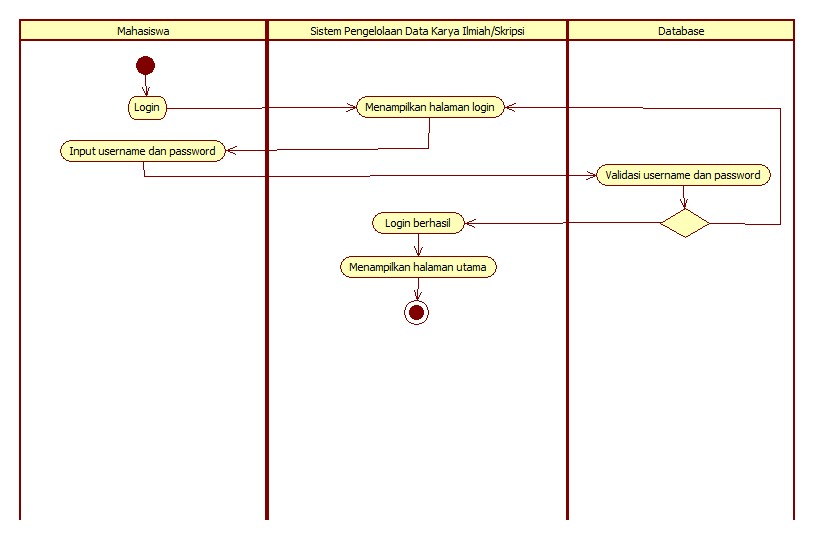 Mahasiswa
Sistem Pengelolaan Data Karya Ilmiah/Skripsi
Database
Login
Menampilkan halaman login
Input username dan password
Validasi username dan password
Login berhasil
Menampilkan halaman utama